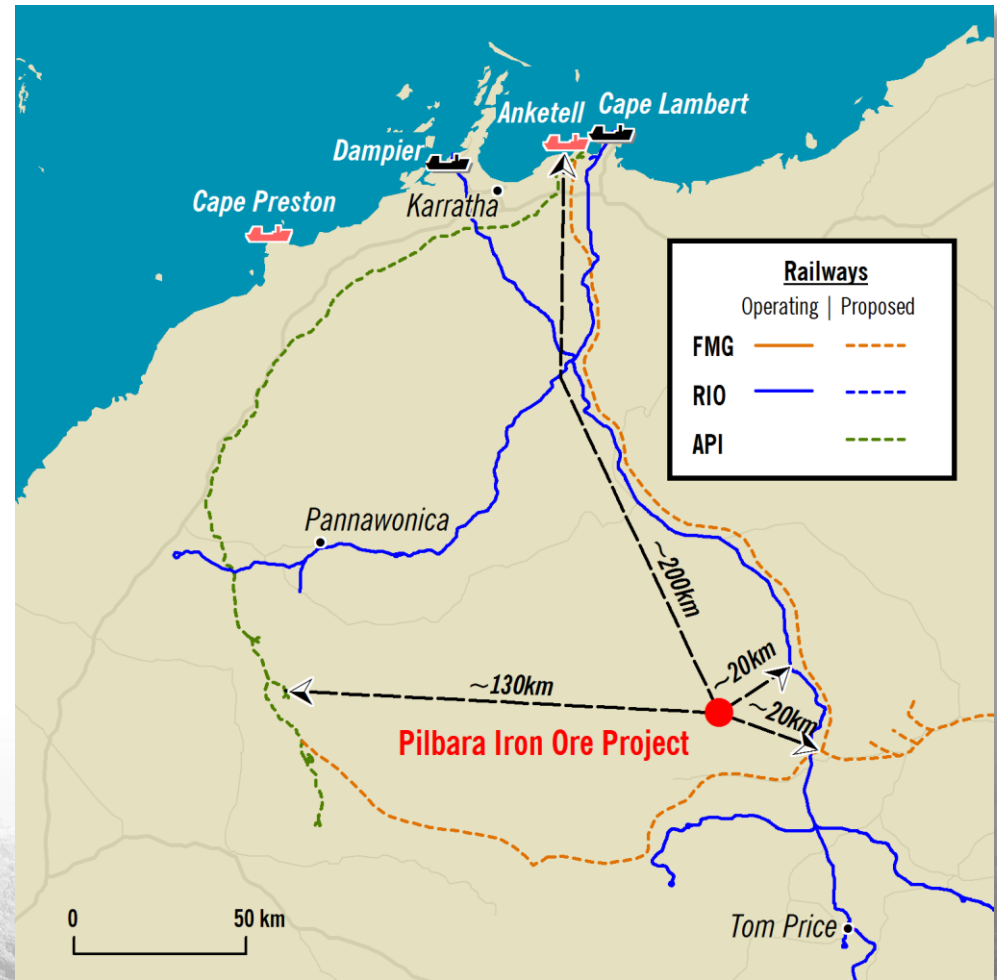 Cape Lambert
Anketell
Dampier
Karratha
Cape Preston
Railways
Operating | Proposed
FMG
RIO
API
Pannawonica
~200km
~20km
~130km
~20km
Pilbara Iron Ore Project
0 50 km
Tom Price